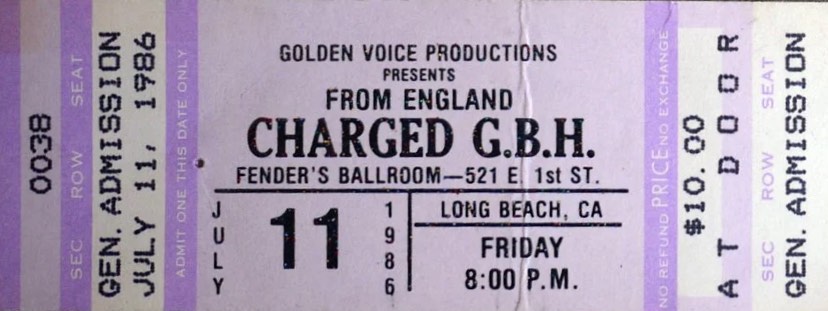 0038
SEC ROW SEAT
GEN. ADMISSION
JULY 11, 1986
ADMIT ONE THIS DATE ONLY
GOLDEN VOICE PRODUCTIONS
PRESENTS
FROM ENGLAND
CHARGED G.B.H.
FENDER'S BALLROOM—521 E. 1st ST.
JULY
11
1986
LONG BEACH, CA
FRIDAY
8:00 P.M.
NO REFUND PRICE NO EXCHANGE
$10.00
AT DOOR
SEC ROW SEAT
GEN. ADMISSION